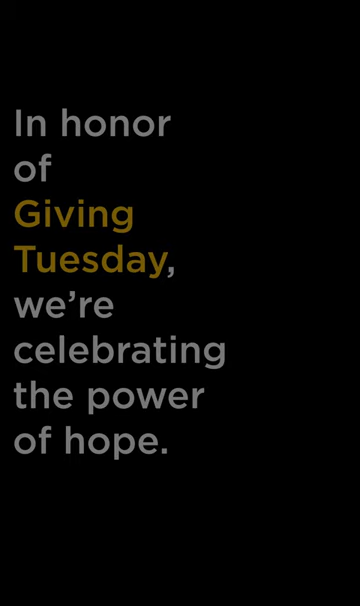 In honor
of
Giving
Tuesday,
we’re
celebrating
the power
of hope.